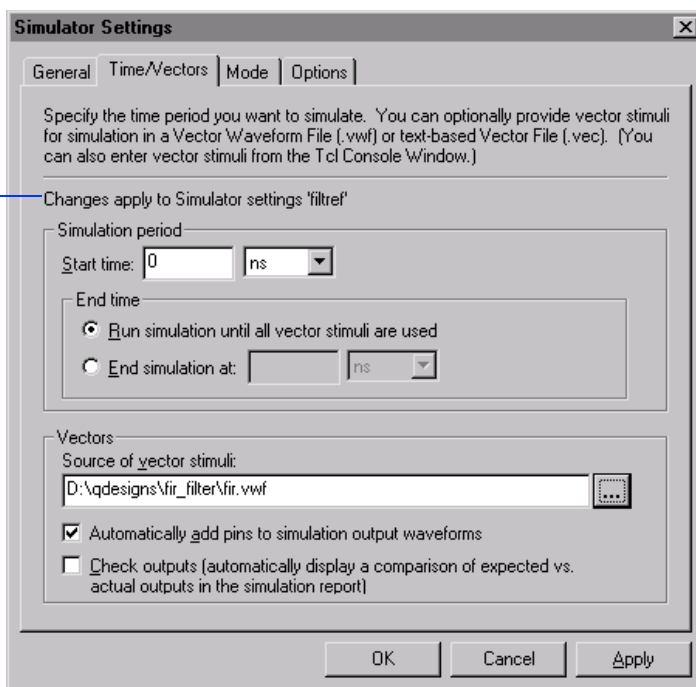 Simulator Settings
General Time/Vectors Mode Options
Specify the time period you want to simulate. You can optionally provide vector stimuli
for simulation in a Vector Waveform File (.vwf) or text-based Vector File (.vec). (You
can also enter vector stimuli from the Tcl Console Window.)
Changes apply to Simulator settings 'filtref'
Simulation period
Start time: 0 ns
End time
Run simulation until all vector stimuli are used
End simulation at: ns
Vectors
Source of vector stimuli:
D:\qdesigns\fir_filter\fir.vwf
...
Automatically add pins to simulation output waveforms
Check outputs (automatically display a comparison of expected vs.
actual outputs in the simulation report)
OK Cancel Apply